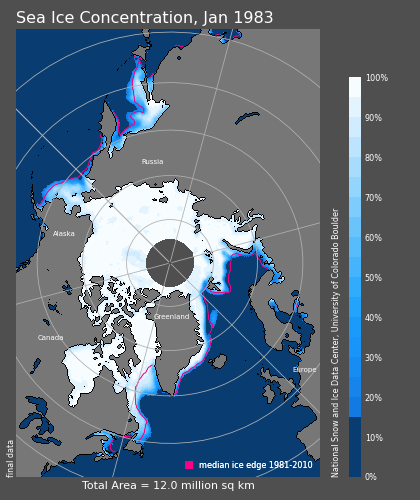 Sea Ice Concentration, Jan 1983
Russia
Alaska
Greenland
Canada
Europe
median ice edge 1981-2010
final data
Total Area = 12.0 million sq km
National Snow and Ice Data Center, University of Colorado Boulder
100%
90%
80%
70%
60%
50%
40%
30%
20%
10%
0%